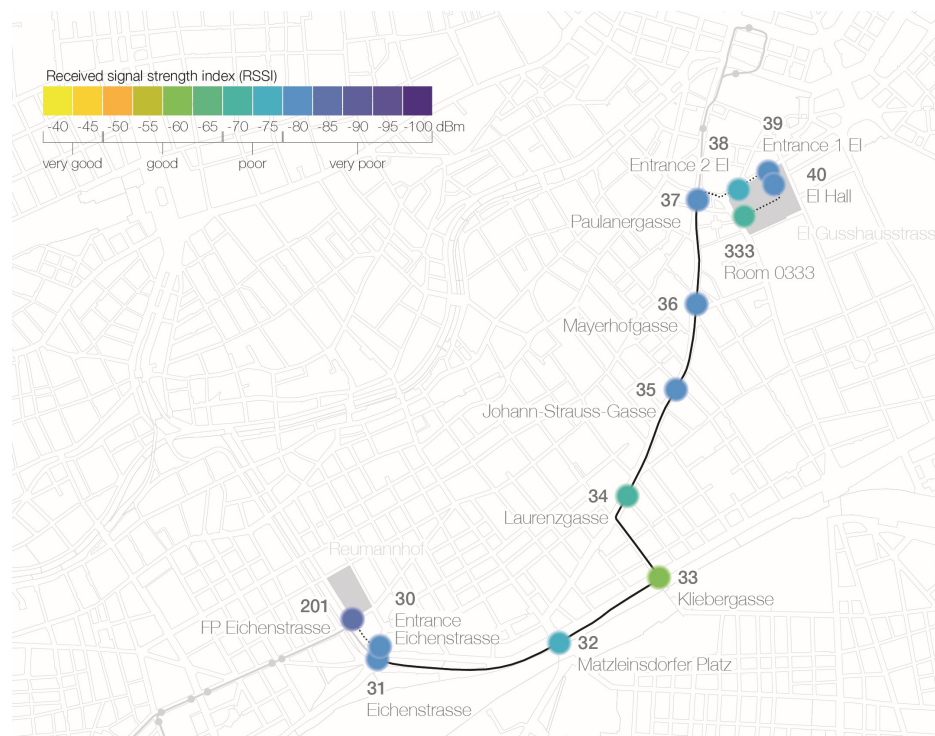 Received signal strength index (RSSI)
-40 -45 -50 -55 -60 -65 -70 -75 -80 -85 -90 -95 -100 dBm
very good good poor very poor
39
Entrance 1 EI
38
Entrance 2 EI
40
EI Hall
37
Paulanergasse
EI Gusshausstrass
333
Room 0333
36
Mayerhofgasse
35
Johann-Strauss-Gasse
34
Laurenzgasse
Reumannhof
33
Kliebergasse
201
FP Eichenstrasse
30
Entrance
Eichenstrasse
32
Matzleinsdorfer Platz
31
Eichenstrasse